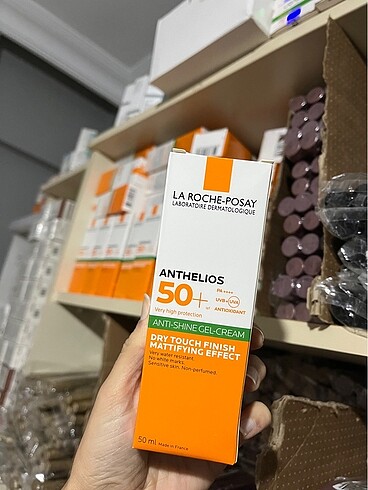 LA ROCHE-POSAY
LABORATOIRE DERMATOLOGIQUE
ANTHELIOS
50+
PA ++++
UVB+UVA
ANTIOXIDANT
Very high protection
ANTI-SHINE GEL-CREAM
DRY TOUCH FINISH
MATTIFYING EFFECT
Very water resistant.
No white marks.
Sensitive skin. Non-perfumed.
50 ml Made in France